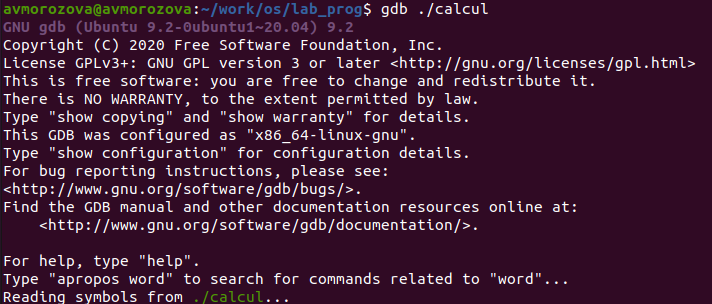 avmorozova@avmorozova:~/work/os/lab_prog$ gdb ./calcul
GNU gdb (Ubuntu 9.2-0ubuntu1~20.04) 9.2
Copyright (C) 2020 Free Software Foundation, Inc.
License GPLv3+: GNU GPL version 3 or later <http://gnu.org/licenses/gpl.html>
This is free software: you are free to change and redistribute it.
There is NO WARRANTY, to the extent permitted by law.
Type "show copying" and "show warranty" for details.
This GDB was configured as "x86_64-linux-gnu".
Type "show configuration" for configuration details.
For bug reporting instructions, please see:
<http://www.gnu.org/software/gdb/bugs/>.
Find the GDB manual and other documentation resources online at:
    <http://www.gnu.org/software/gdb/documentation/>.

For help, type "help".
Type "apropos word" to search for commands related to "word"...
Reading symbols from ./calcul...